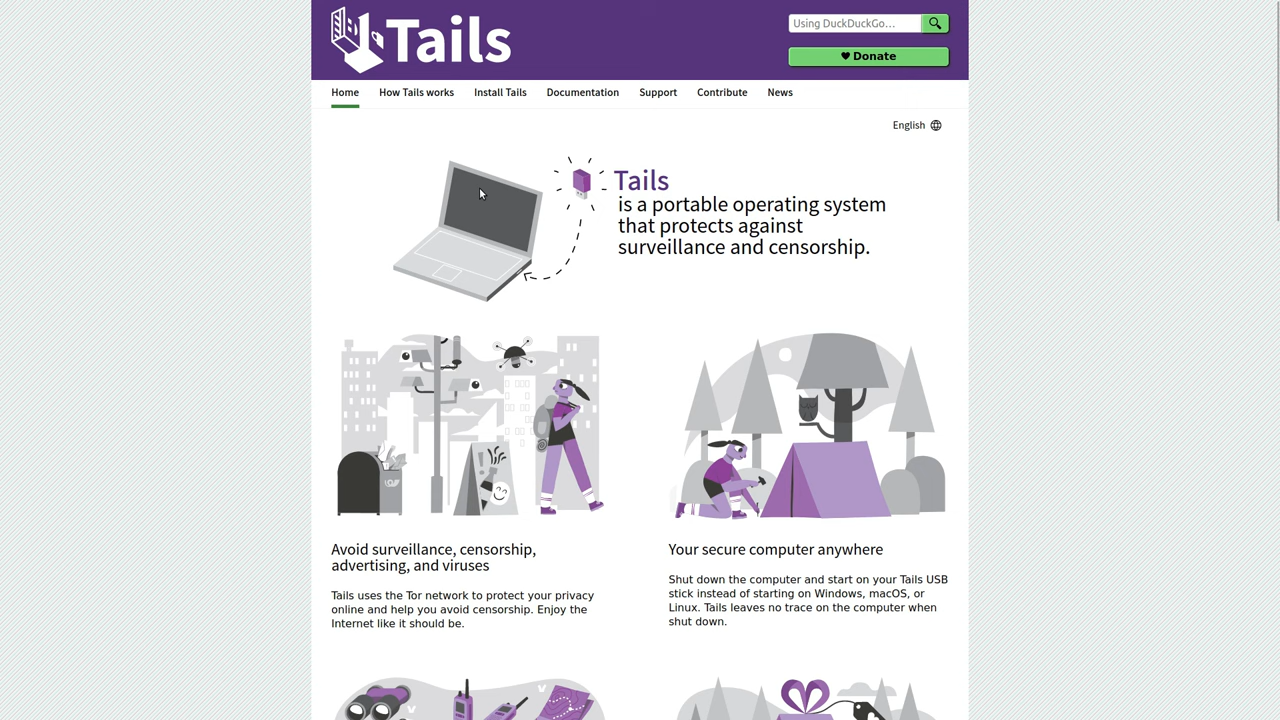 Tails
Using DuckDuckGo...
♥ Donate
Home How Tails works Install Tails Documentation Support Contribute News
English
Tails
is a portable operating system
that protects against
surveillance and censorship.
Avoid surveillance, censorship,
advertising, and viruses
Tails uses the Tor network to protect your privacy
online and help you avoid censorship. Enjoy the
Internet like it should be.
Your secure computer anywhere
Shut down the computer and start on your Tails USB
stick instead of starting on Windows, macOS, or
Linux. Tails leaves no trace on the computer when
shut down.